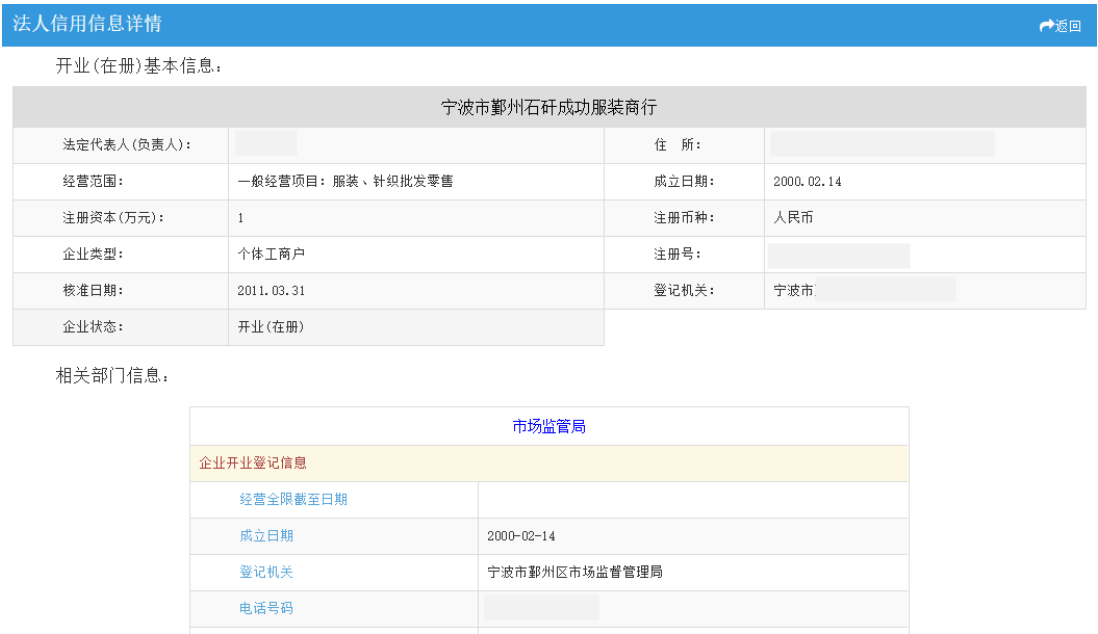 法人信用信息详情 返回
开业(在册)基本信息:
宁波市鄞州石矸成功服装商行
法定代表人(负责人): 住 所:
经营范围: 一般经营项目: 服装、针织批发零售 成立日期: 2000.02.14
注册资本(万元): 1 注册币种: 人民币
企业类型: 个体工商户 注册号:
核准日期: 2011.03.31 登记机关: 宁波市
企业状态: 开业(在册)
相关部门信息:
市场监管局
企业开业登记信息
经营全限截至日期
成立日期 2000-02-14
登记机关 宁波市鄞州区市场监督管理局
电话号码